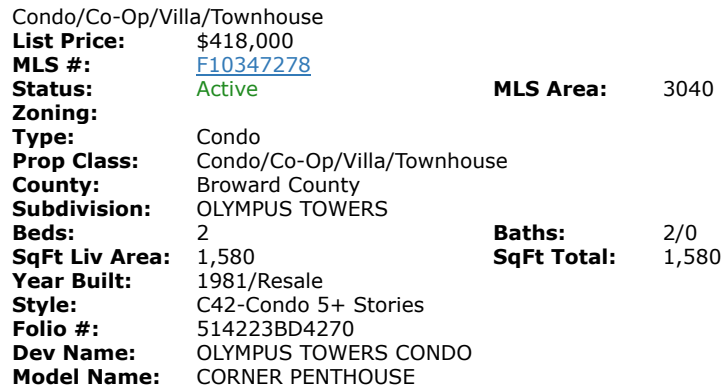 Condo/Co-Op/Villa/Townhouse
List Price: $418,000
MLS #: F10347278
Status: Active MLS Area: 3040
Zoning:
Type: Condo
Prop Class: Condo/Co-Op/Villa/Townhouse
County: Broward County
Subdivision: OLYMPUS TOWERS
Beds: 2 Baths: 2/0
SqFt Liv Area: 1,580 SqFt Total: 1,580
Year Built: 1981/Resale
Style: C42-Condo 5+ Stories
Folio #: 514223BD4270
Dev Name: OLYMPUS TOWERS CONDO
Model Name: CORNER PENTHOUSE